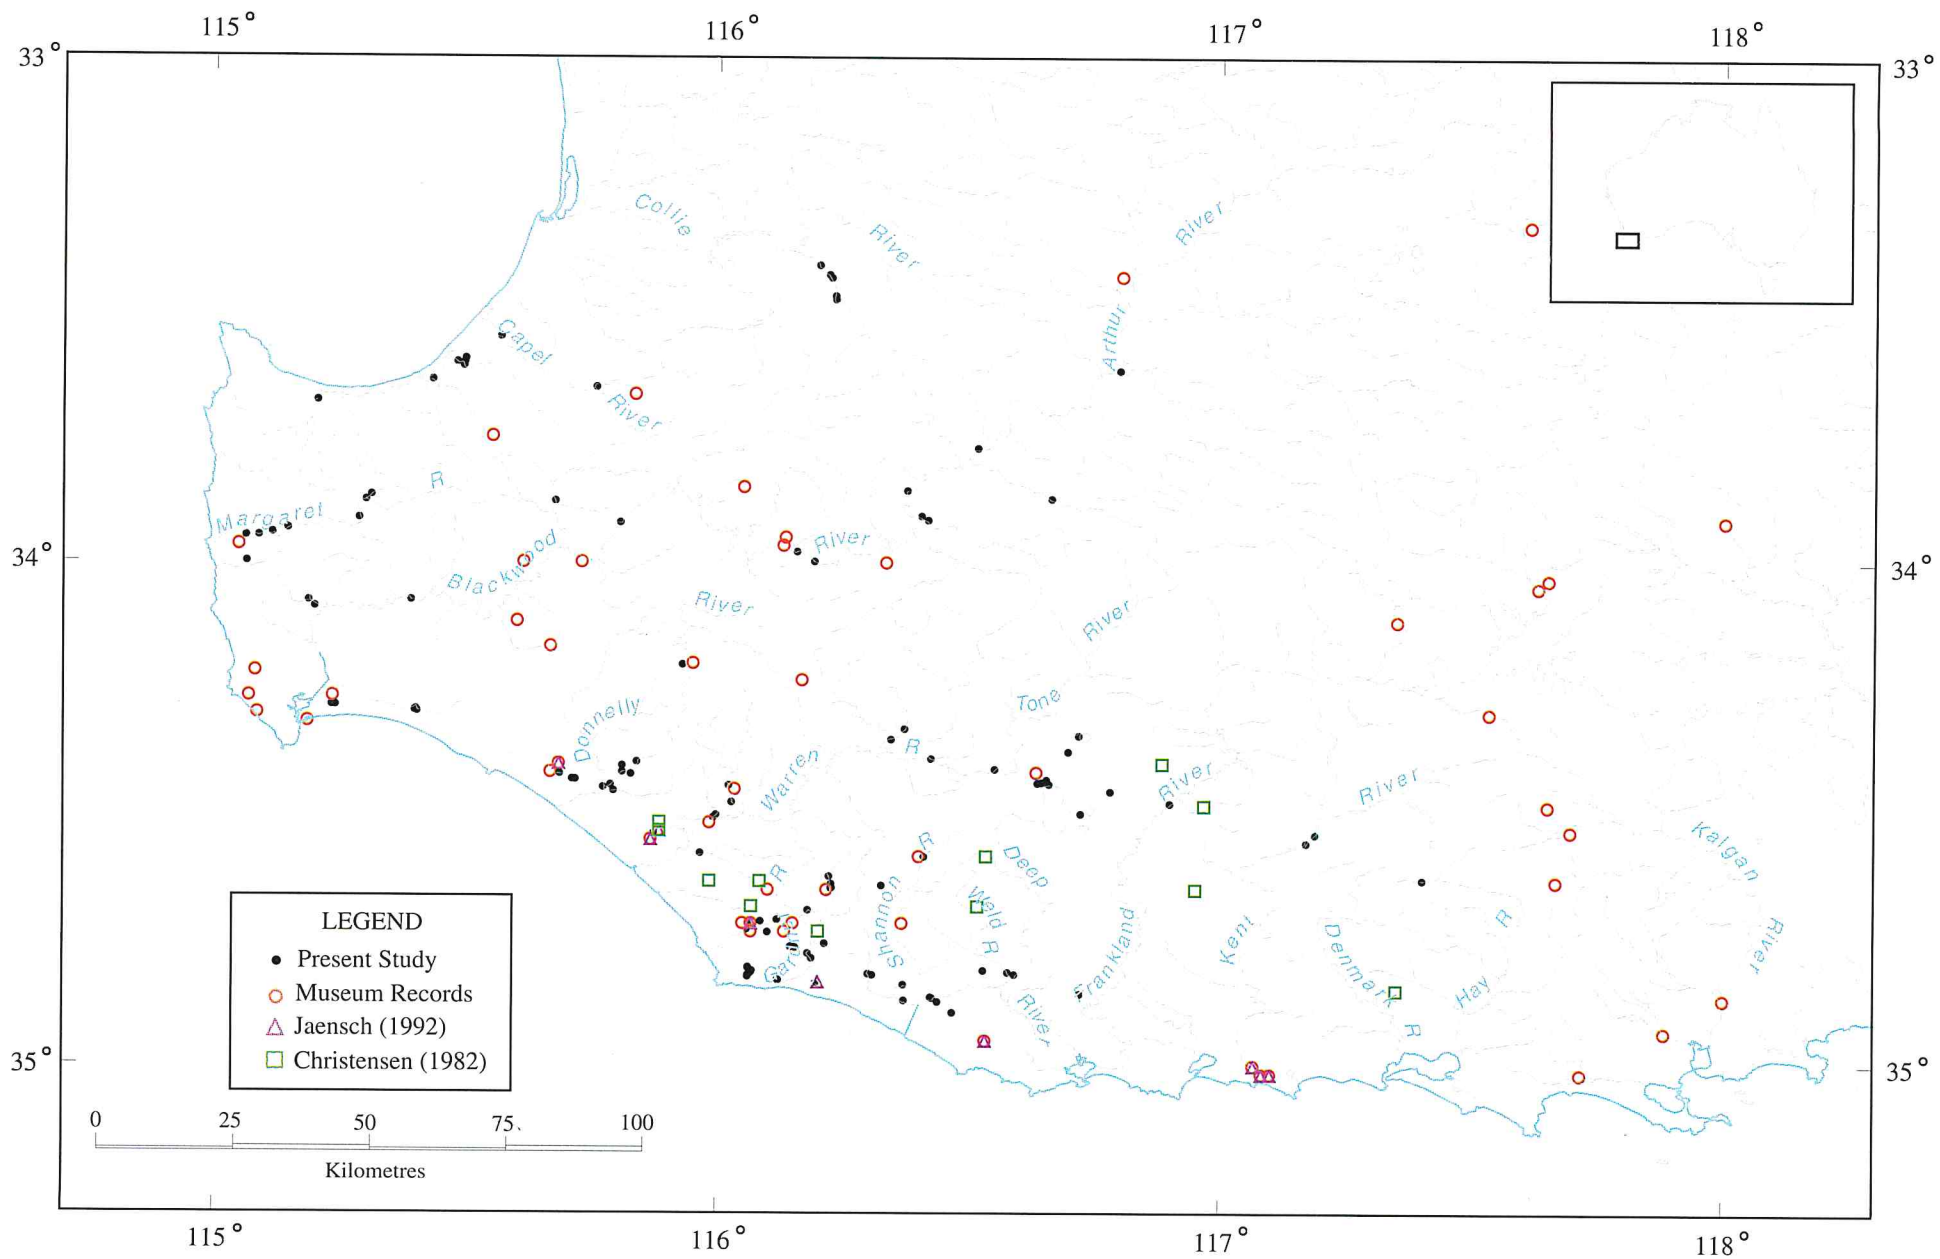 115° 116° 117° 118°
33° 33°
Collie River
River
Arthur
Capel
River
R
Margaret
River
Blackwood
34° 34°
River
River
Tone
Donnelly
R
Warren
River
River
R
Deep
Kalgan
R
Shannon
Weld
R
Gardner
Frankland
Kent
Denmark
R
Hay
River
River
R
LEGEND
Present Study
Museum Records
Jaensch (1992)
Christensen (1982)
35° 35°
0 25 50 75 100
Kilometres
115° 116° 117° 118°